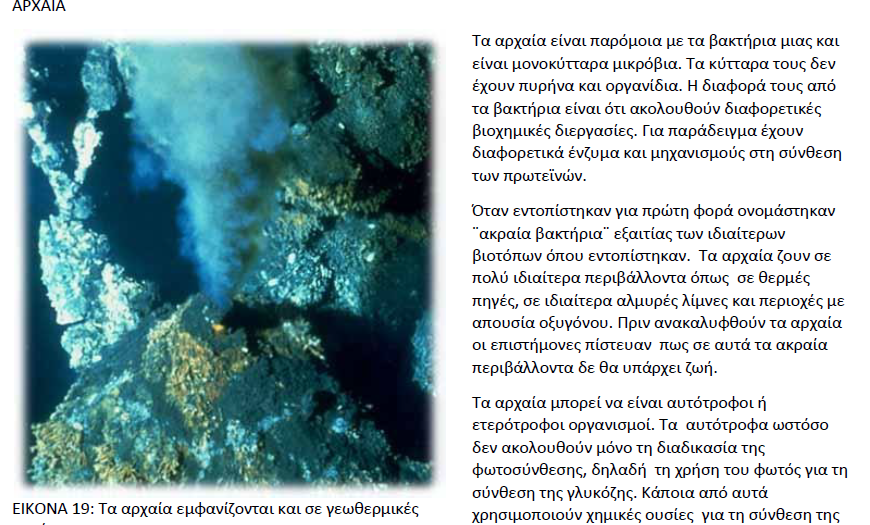 ΑΡΧΑΙΑ
Τα αρχαία είναι παρόμοια με τα βακτήρια μιας και
είναι μονοκύτταρα μικρόβια. Τα κύτταρα τους δεν
έχουν πυρήνα και οργανίδια. Η διαφορά τους από
τα βακτήρια είναι ότι ακολουθούν διαφορετικές
βιοχημικές διεργασίες. Για παράδειγμα έχουν
διαφορετικά ένζυμα και μηχανισμούς στη σύνθεση
των πρωτεϊνών.
Όταν εντοπίστηκαν για πρώτη φορά ονομάστηκαν
¨ακραία βακτήρια¨ εξαιτίας των ιδιαίτερων
βιοτόπων όπου εντοπίστηκαν. Τα αρχαία ζουν σε
πολύ ιδιαίτερα περιβάλλοντα όπως σε θερμές
πηγές, σε ιδιαίτερα αλμυρές λίμνες και περιοχές με
απουσία οξυγόνου. Πριν ανακαλυφθούν τα αρχαία
οι επιστήμονες πίστευαν πως σε αυτά τα ακραία
περιβάλλοντα δε θα υπάρχει ζωή.
Τα αρχαία μπορεί να είναι αυτότροφοι ή
ετερότροφοι οργανισμοί. Τα αυτότροφα ωστόσο
δεν ακολουθούν μόνο τη διαδικασία της
φωτοσύνθεσης, δηλαδή τη χρήση του φωτός για τη
σύνθεση της γλυκόζης. Κάποια από αυτά
χρησιμοποιούν χημικές ουσίες για τη σύνθεση της
ΕΙΚΟΝΑ 19: Τα αρχαία εμφανίζονται και σε γεωθερμικές